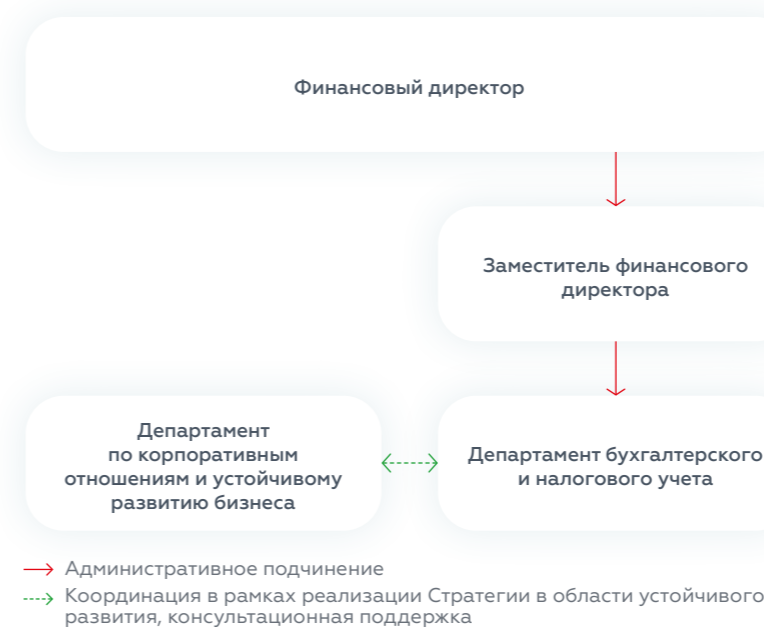 Финансовый директор
Заместитель финансового
директора
Департамент
по корпоративным
отношениям и устойчивому
развитию бизнеса
Департамент бухгалтерского
и налогового учета
Административное подчинение
Координация в рамках реализации Стратегии в области устойчивого
развития, консультационная поддержка